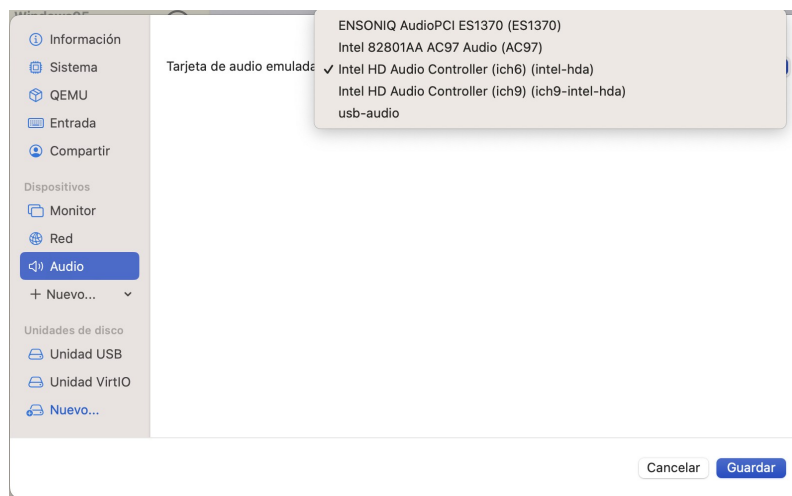 Información
Sistema
QEMU
Entrada
Compartir
Dispositivos
Monitor
Red
Audio
Nuevo...
Unidades de disco
Unidad USB
Unidad VirtIO
Nuevo...
Tarjeta de audio emulada
ENSONIQ AudioPCI ES1370 (ES1370)
Intel 82801AA AC97 Audio (AC97)
✓ Intel HD Audio Controller (ich6) (intel-hda)
Intel HD Audio Controller (ich9) (ich9-intel-hda)
usb-audio
Cancelar
Guardar